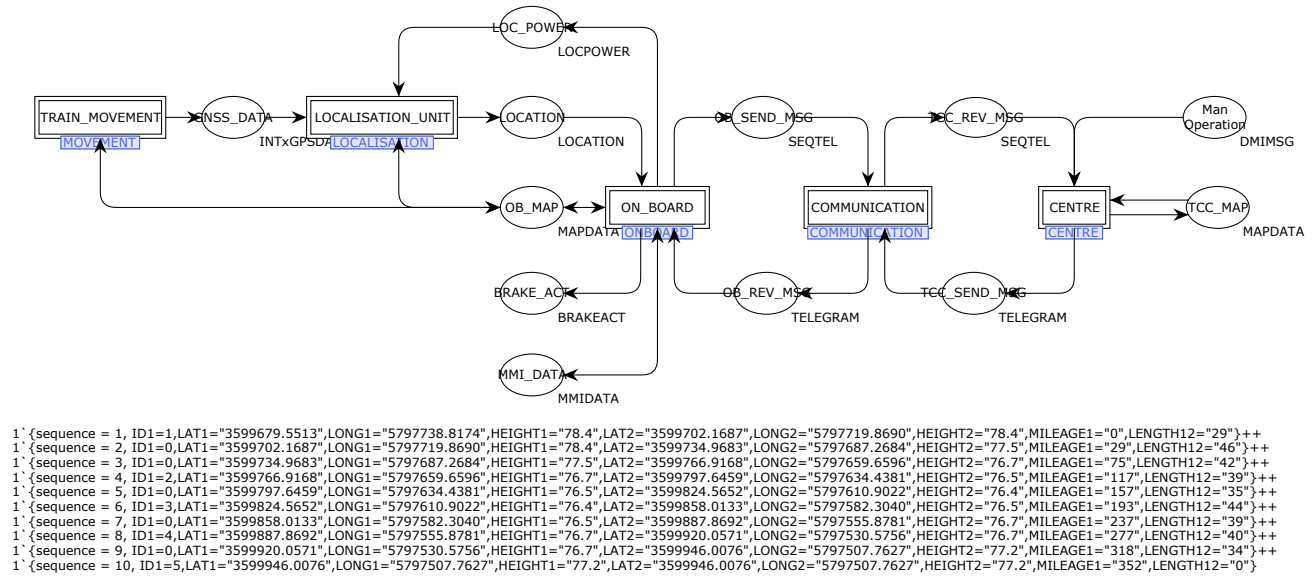 LOC_POWER
LOCPOWER
TRAIN_MOVEMENT
MOVEMENT
GNSS_DATA
INTxGPSDA
LOCALISATION_UNIT
LOCALISATION
LOCATION
LOCATION
OB_SEND_MSG
SEQTEL
TCC_REV_MSG
SEQTEL
Man
Operation
DMIMSG
OB_MAP
MAPDATA
ON_BOARD
ONBOARD
COMMUNICATION
COMMUNICATION
CENTRE
CENTRE
TCC_MAP
MAPDATA
BRAKE_ACT
BRAKEACT
OB_REV_MSG
TELEGRAM
TCC_SEND_MSG
TELEGRAM
MMI_DATA
MMIDATA
1`{sequence = 1, ID1=1,LAT1="3599679.5513",LONG1="5797738.8174",HEIGHT1="78.4",LAT2="3599702.1687",LONG2="5797719.8690",HEIGHT2="78.4",MILEAGE1="0",LENGTH12="29"}++
1`{sequence = 2, ID1=0,LAT1="3599702.1687",LONG1="5797719.8690",HEIGHT1="78.4",LAT2="3599734.9683",LONG2="5797687.2684",HEIGHT2="77.5",MILEAGE1="29",LENGTH12="46"}++
1`{sequence = 3, ID1=0,LAT1="3599734.9683",LONG1="5797687.2684",HEIGHT1="77.5",LAT2="3599766.9168",LONG2="5797659.6596",HEIGHT2="76.7",MILEAGE1="75",LENGTH12="42"}++
1`{sequence = 4, ID1=2,LAT1="3599766.9168",LONG1="5797659.6596",HEIGHT1="76.7",LAT2="3599797.6459",LONG2="5797634.4381",HEIGHT2="76.5",MILEAGE1="117",LENGTH12="39"}++
1`{sequence = 5, ID1=0,LAT1="3599797.6459",LONG1="5797634.4381",HEIGHT1="76.5",LAT2="3599824.5652",LONG2="5797610.9022",HEIGHT2="76.4",MILEAGE1="157",LENGTH12="35"}++
1`{sequence = 6, ID1=3,LAT1="3599824.5652",LONG1="5797610.9022",HEIGHT1="76.4",LAT2="3599858.0133",LONG2="5797582.3040",HEIGHT2="76.5",MILEAGE1="193",LENGTH12="44"}++
1`{sequence = 7, ID1=0,LAT1="3599858.0133",LONG1="5797582.3040",HEIGHT1="76.5",LAT2="3599887.8692",LONG2="5797555.8781",HEIGHT2="76.7",MILEAGE1="237",LENGTH12="39"}++
1`{sequence = 8, ID1=4,LAT1="3599887.8692",LONG1="5797555.8781",HEIGHT1="76.7",LAT2="3599920.0571",LONG2="5797530.5756",HEIGHT2="76.7",MILEAGE1="277",LENGTH12="40"}++
1`{sequence = 9, ID1=0,LAT1="3599920.0571",LONG1="5797530.5756",HEIGHT1="76.7",LAT2="3599946.0076",LONG2="5797507.7627",HEIGHT2="77.2",MILEAGE1="318",LENGTH12="34"}++
1`{sequence = 10, ID1=5,LAT1="3599946.0076",LONG1="5797507.7627",HEIGHT1="77.2",LAT2="3599946.0076",LONG2="5797507.7627",HEIGHT2="77.2",MILEAGE1="352",LENGTH12="0"}